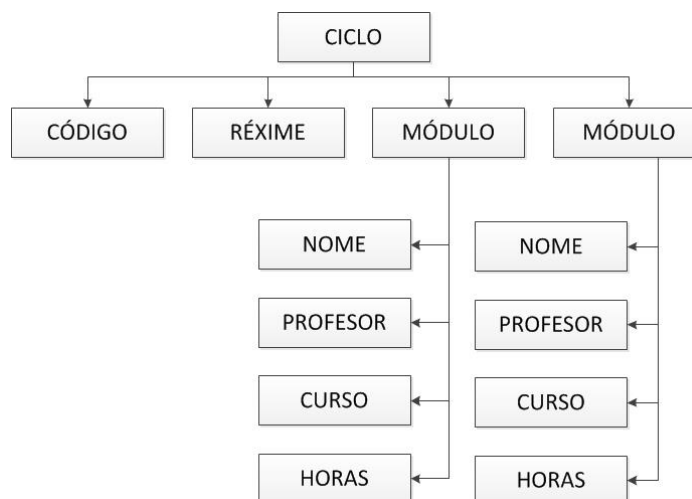 CICLO
CÓDIGO
RÉXIME
MÓDULO
MÓDULO
NOME
PROFESOR
CURSO
HORAS
NOME
PROFESOR
CURSO
HORAS